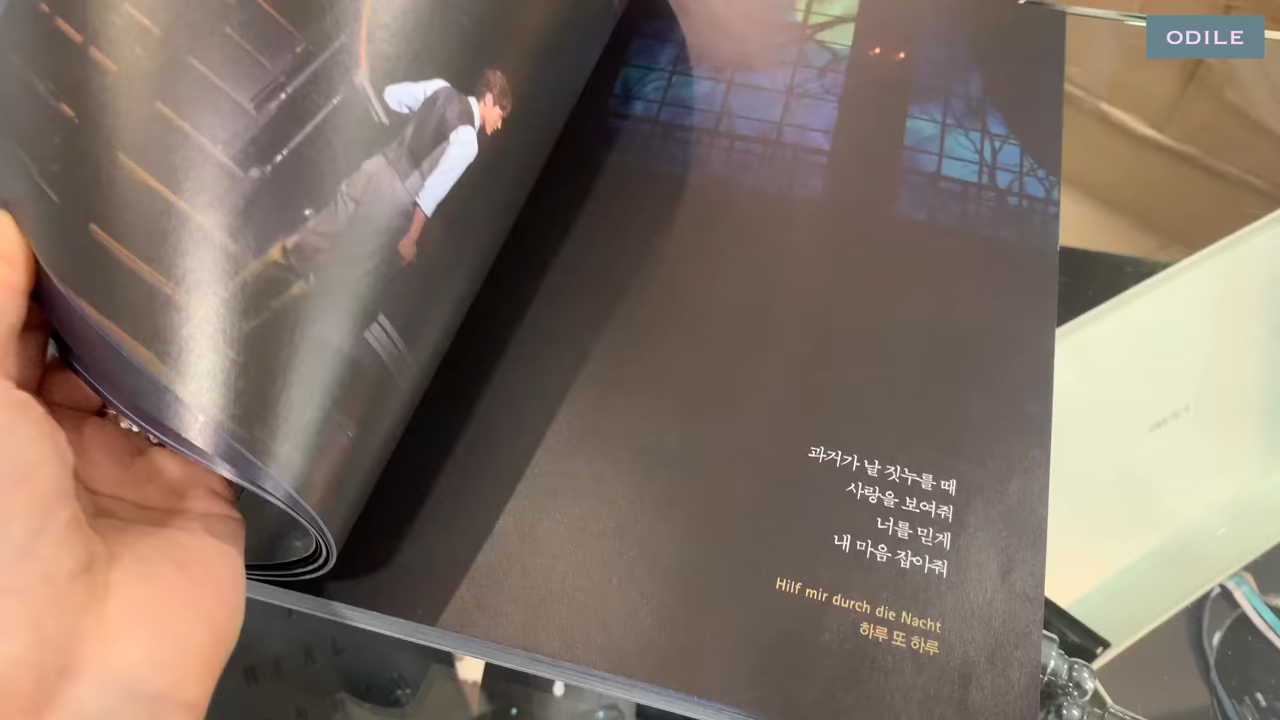 ODILE
과거가 날 짓누를 때
사랑을 보여줘
너를 믿게
내 마음 잡아줘
Hilf mir durch die Nacht
하루 또 하루